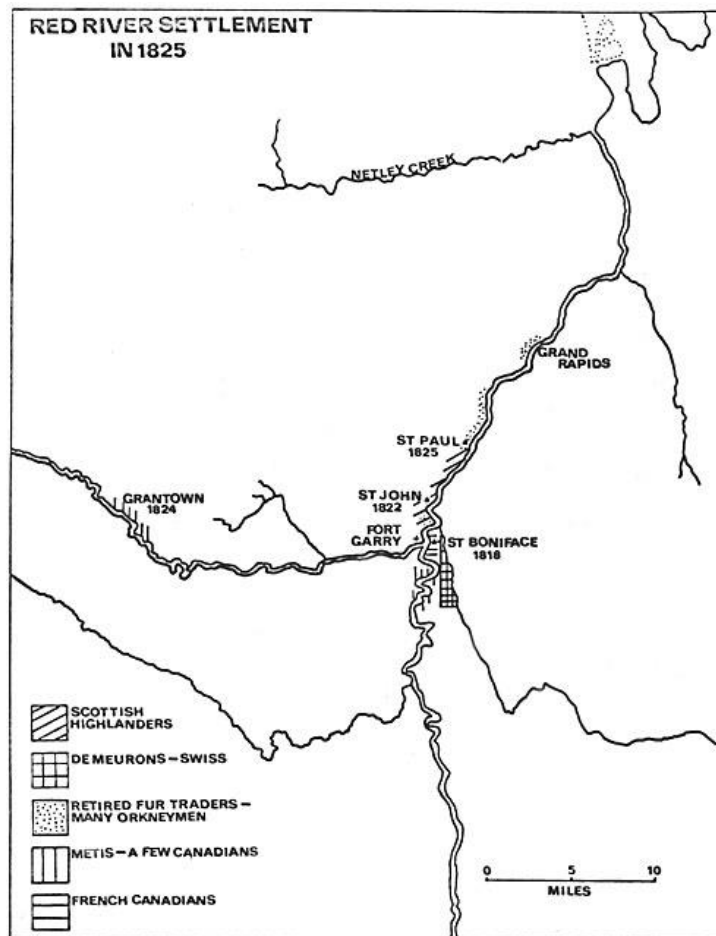 RED RIVER SETTLEMENT
IN 1825
NETLEY CREEK
GRAND
RAPIDS
ST PAUL
1825
ST JOHN
1822
GRANTOWN
1824
FORT
GARRY
ST BONIFACE
1818
SCOTTISH
HIGHLANDERS
DE MEURONS – SWISS
RETIRED FUR TRADERS –
MANY ORKNEYMEN
METIS – A FEW CANADIANS
FRENCH CANADIANS
0 5 10
MILES